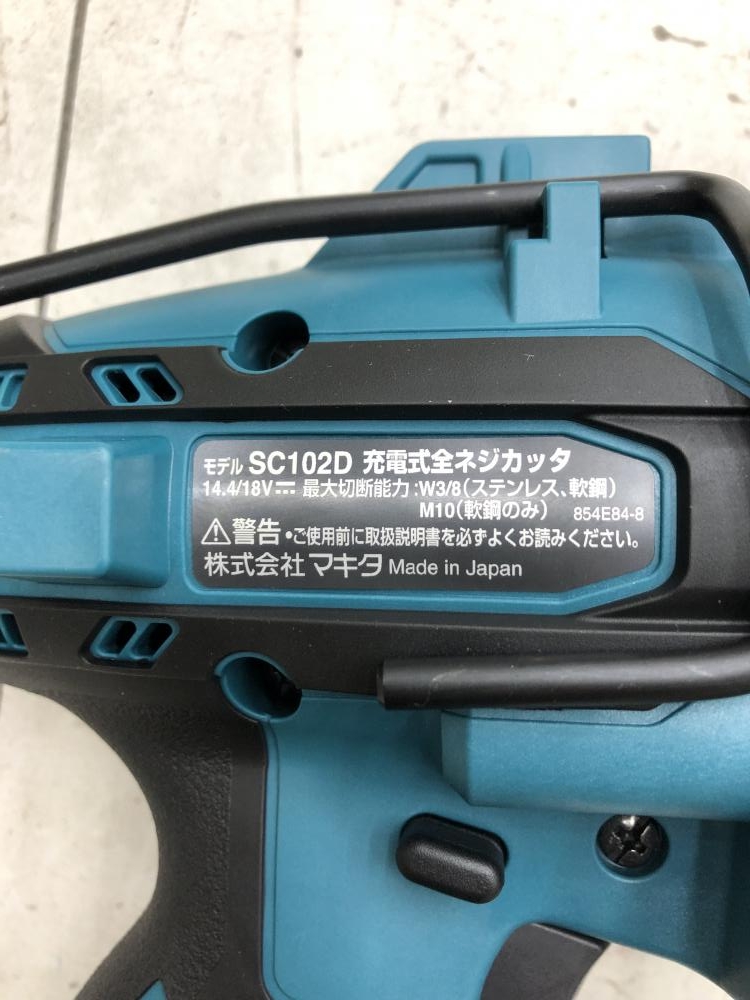 モデル SC102D 充電式全ネジカッタ
14.4/18V⎓ 最大切断能力:W3/8(ステンレス、軟鋼)
M10(軟鋼のみ) 854E84-8
⚠警告・ご使用前に取扱説明書を必ずよくお読みください。
株式会社 マキタ Made in Japan